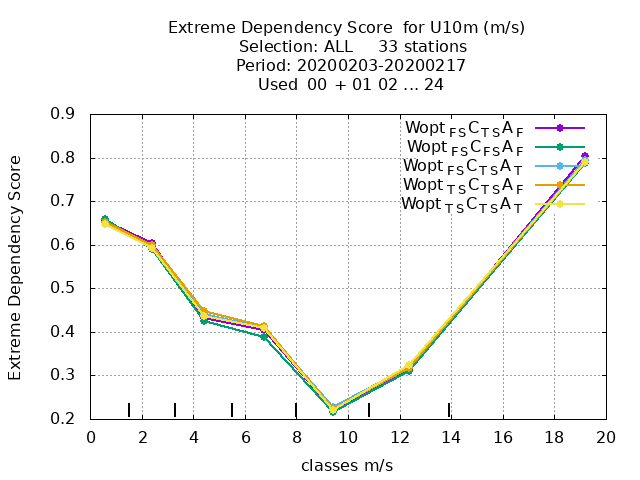 Extreme Dependency Score  for U10m (m/s)
Selection: ALL     33 stations
Period: 20200203-20200217
Used  00 + 01 02 ... 24
Extreme Dependency Score
0.9
0.8
0.7
0.6
0.5
0.4
0.3
0.2
Wopt FS C TS A F
Wopt FS C FS A F
Wopt FS C TS A T
Wopt TS C TS A F
Wopt TS C TS A T
0 2 4 6 8 10 12 14 16 18 20
classes m/s